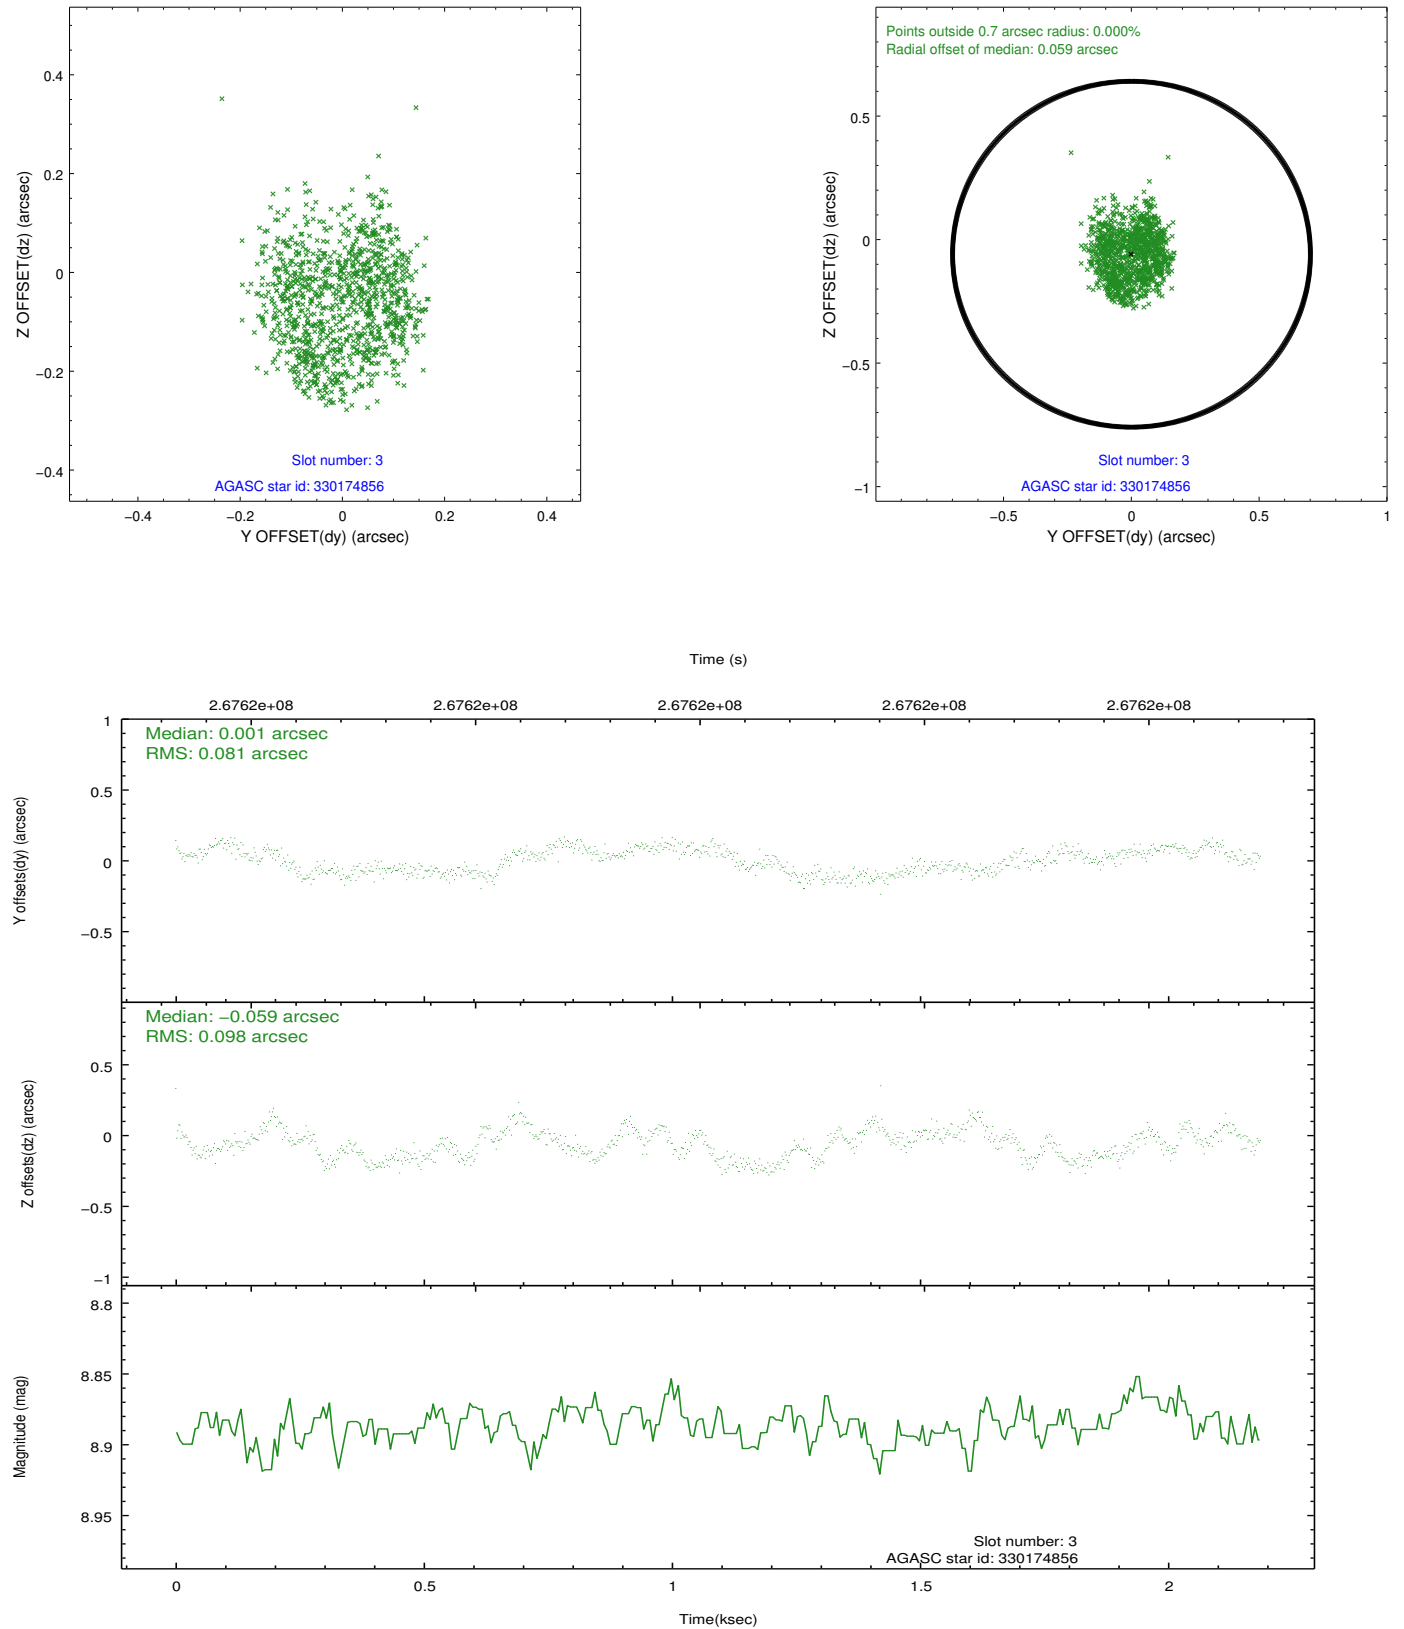 0.4
0.2
0
−0.2
−0.4
Z OFFSET(dz) (arcsec)
Slot number: 3
AGASC star id: 330174856
−0.4
−0.2
0
0.2
0.4
Y OFFSET(dy) (arcsec)
Points outside 0.7 arcsec radius: 0.000%
Radial offset of median: 0.059 arcsec
0.5
0
−0.5
−1
Z OFFSET(dz) (arcsec)
Slot number: 3
AGASC star id: 330174856
−0.5
0
0.5
1
Y OFFSET(dy) (arcsec)
Time (s)
2.6762e+08
2.6762e+08
2.6762e+08
2.6762e+08
2.6762e+08
Median: 0.001 arcsec
RMS: 0.081 arcsec
1
0.5
0
−0.5
Y offsets(dy) (arcsec)
Median: −0.059 arcsec
RMS: 0.098 arcsec
0.5
0
−0.5
−1
Z offsets(dz) (arcsec)
8.8
8.85
8.9
8.95
Magnitude (mag)
Slot number: 3
AGASC star id: 330174856
0
0.5
1
1.5
2
Time(ksec)